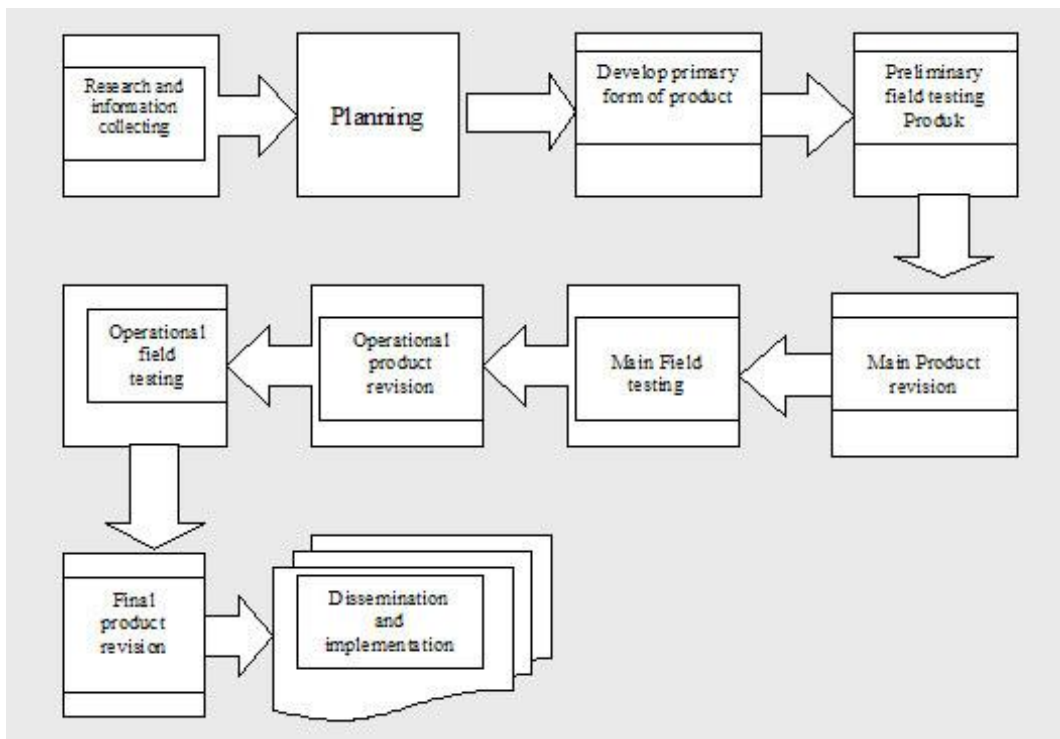 Research and
information
collecting
Planning
Develop primary
form of product
Preliminary
field testing
Produk
Main Product
revision
Main Field
testing
Operational
product
revision
Operational
field
testing
Final
product
revision
Dissemination
and
implementation